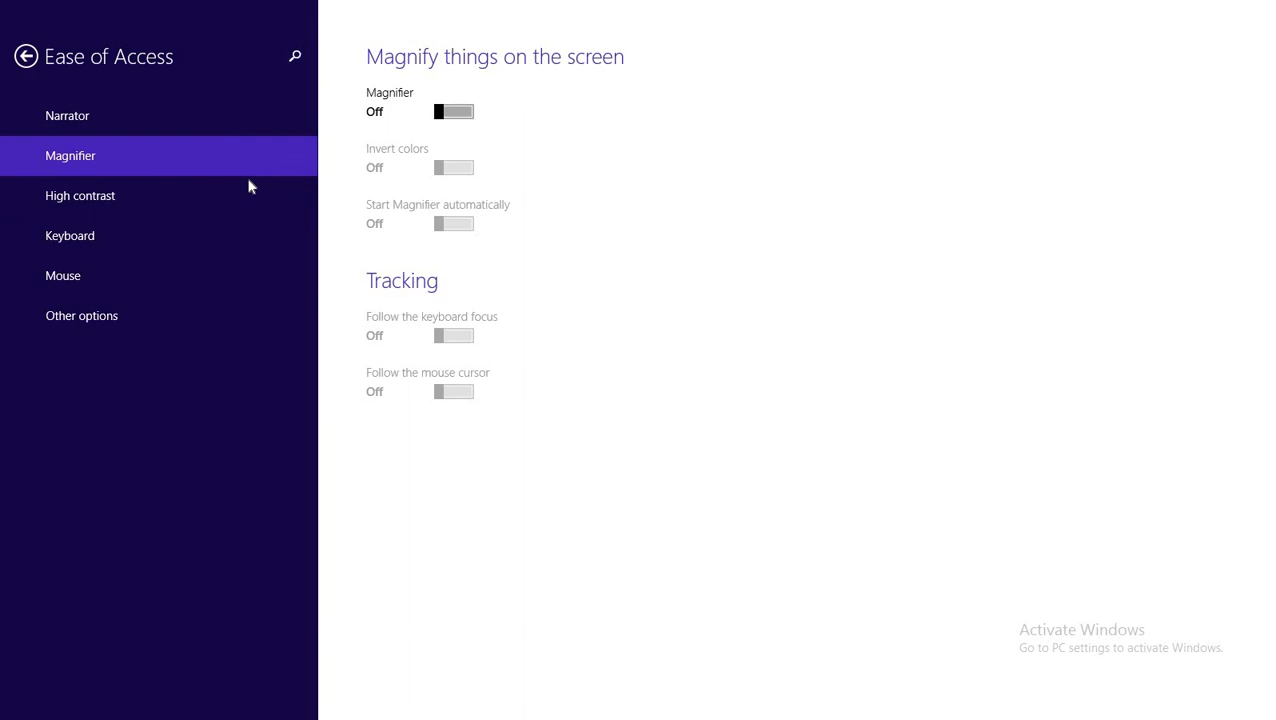 Ease of Access
Narrator
Magnifier
High contrast
Keyboard
Mouse
Other options
Magnify things on the screen
Magnifier
Off
Invert colors
Off
Start Magnifier automatically
Off
Tracking
Follow the keyboard focus
Off
Follow the mouse cursor
Off
Activate Windows
Go to PC settings to activate Windows.